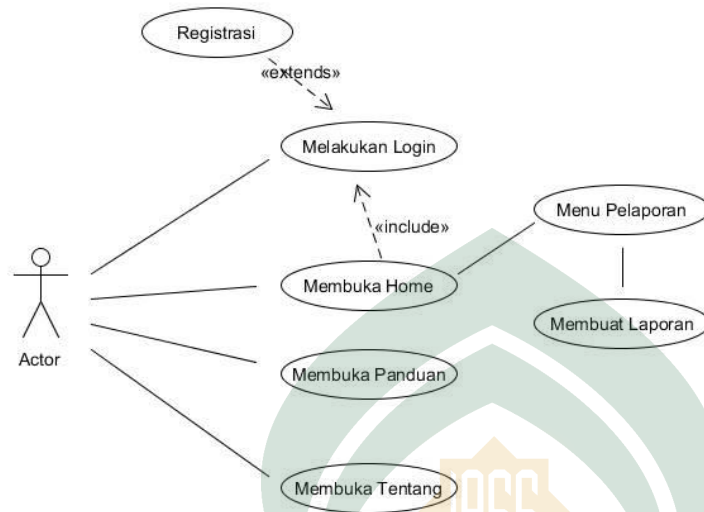 Registrasi
«extends»
Melakukan Login
Menu Pelaporan
«include»
Membuka Home
Membuat Laporan
Actor
Membuka Panduan
Membuka Tentang